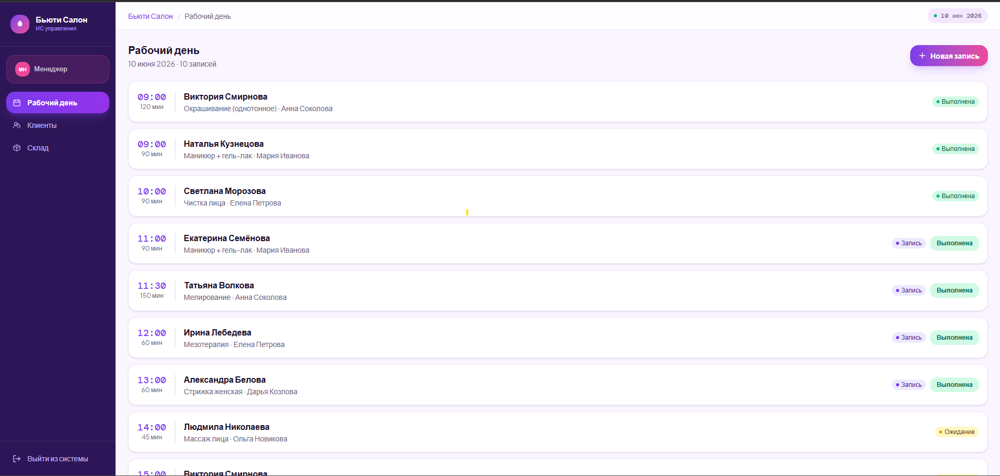 Бьюти Салон
ИС управления
МН Менеджер
Рабочий день
Клиенты
Склад
Выйти из системы
Бьюти Салон / Рабочий день
10 июн 2026
Рабочий день
10 июня 2026 · 10 записей
+ Новая запись
09:00
120 мин
Виктория Смирнова
Окрашивание (однотонное) · Анна Соколова
Выполнена
09:00
90 мин
Наталья Кузнецова
Маникюр + гель-лак · Мария Иванова
Выполнена
10:00
90 мин
Светлана Морозова
Чистка лица · Елена Петрова
Выполнена
11:00
90 мин
Екатерина Семёнова
Маникюр + гель-лак · Мария Иванова
Запись Выполнена
11:30
150 мин
Татьяна Волкова
Мелирование · Анна Соколова
Запись Выполнена
12:00
60 мин
Ирина Лебедева
Мезотерапия · Елена Петрова
Запись Выполнена
13:00
60 мин
Александра Белова
Стрижка женская · Дарья Козлова
Запись Выполнена
14:00
45 мин
Людмила Николаева
Массаж лица · Ольга Новикова
Ожидание
15:00
Виктория Смирнова